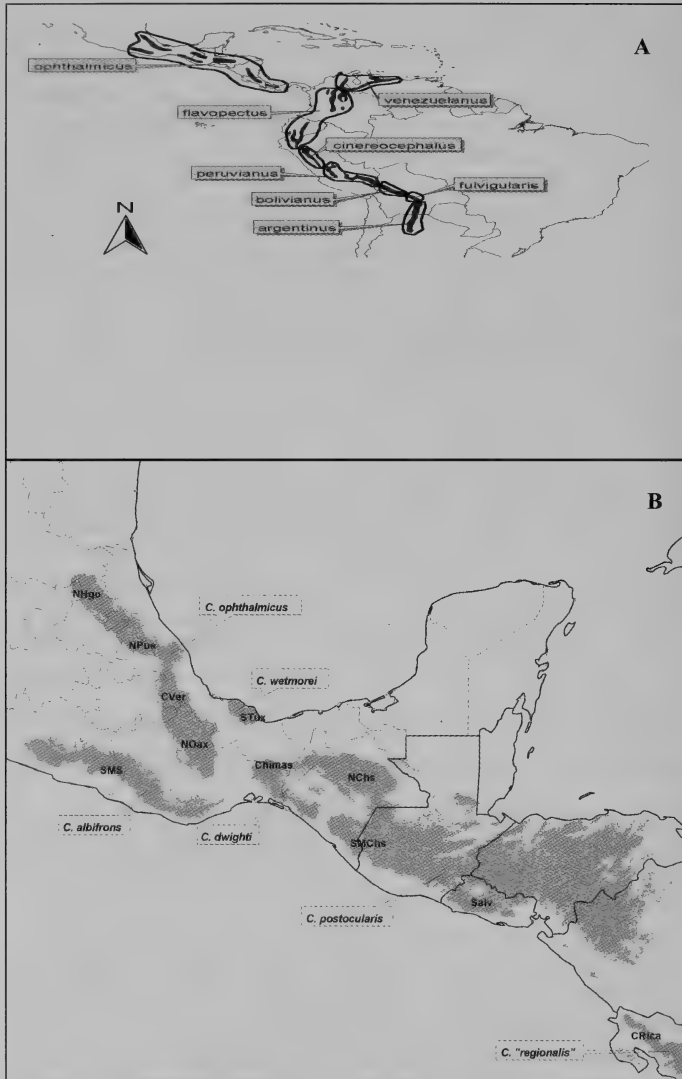 A
ophthalmicus
venezuelanus
flavopectus
cinereocephalus
peruvianus
fulvigularis
bolivianus
argentinus
N
B
NHgo
C. ophthalmicus
NPue
C. wetmorei
CVer
STux
NOax
Chimas
NChs
SMS
C. albifrons
C. dwighti
SMChs
Salv
C. postocularis
CRica
C. "regionalis"